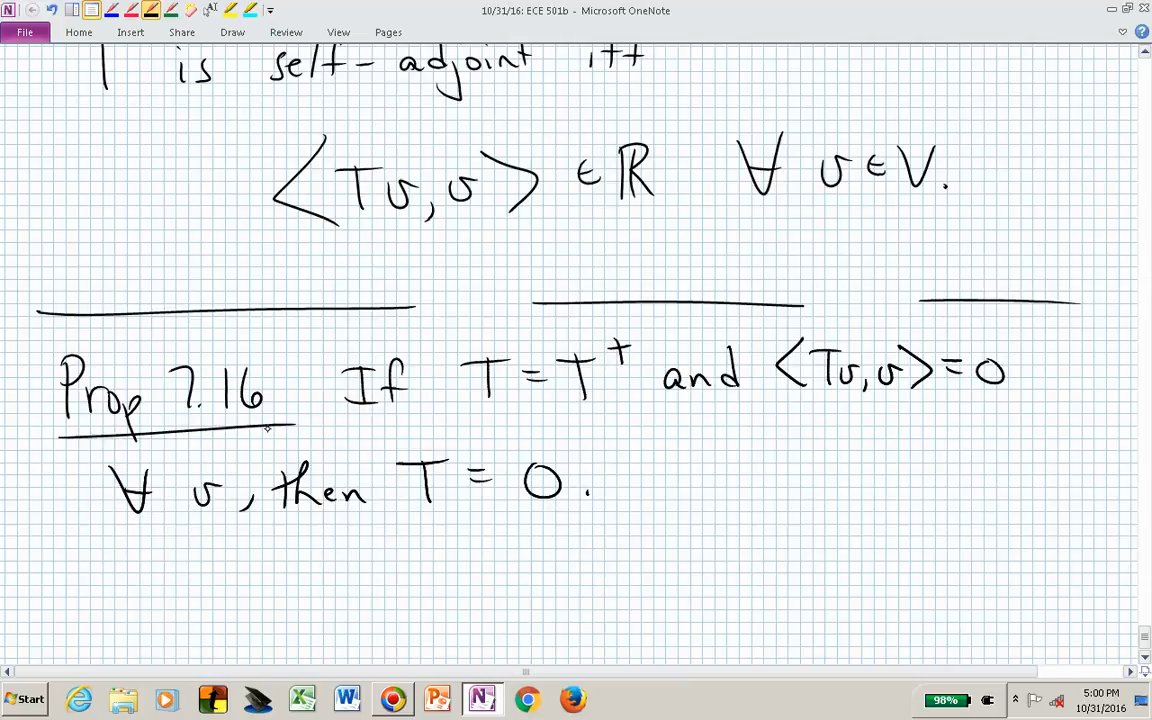 10/31/16: ECE 501b - Microsoft OneNote
File Home Insert Share Draw Review View Pages
T is self-adjoint iff
<Tv, v> ∈ ℝ ∀ v ∈ V.
Prop 7.16 If T = T† and <Tv, v> = 0
∀ v, then T = 0.
Start
98%
5:00 PM
10/31/2016